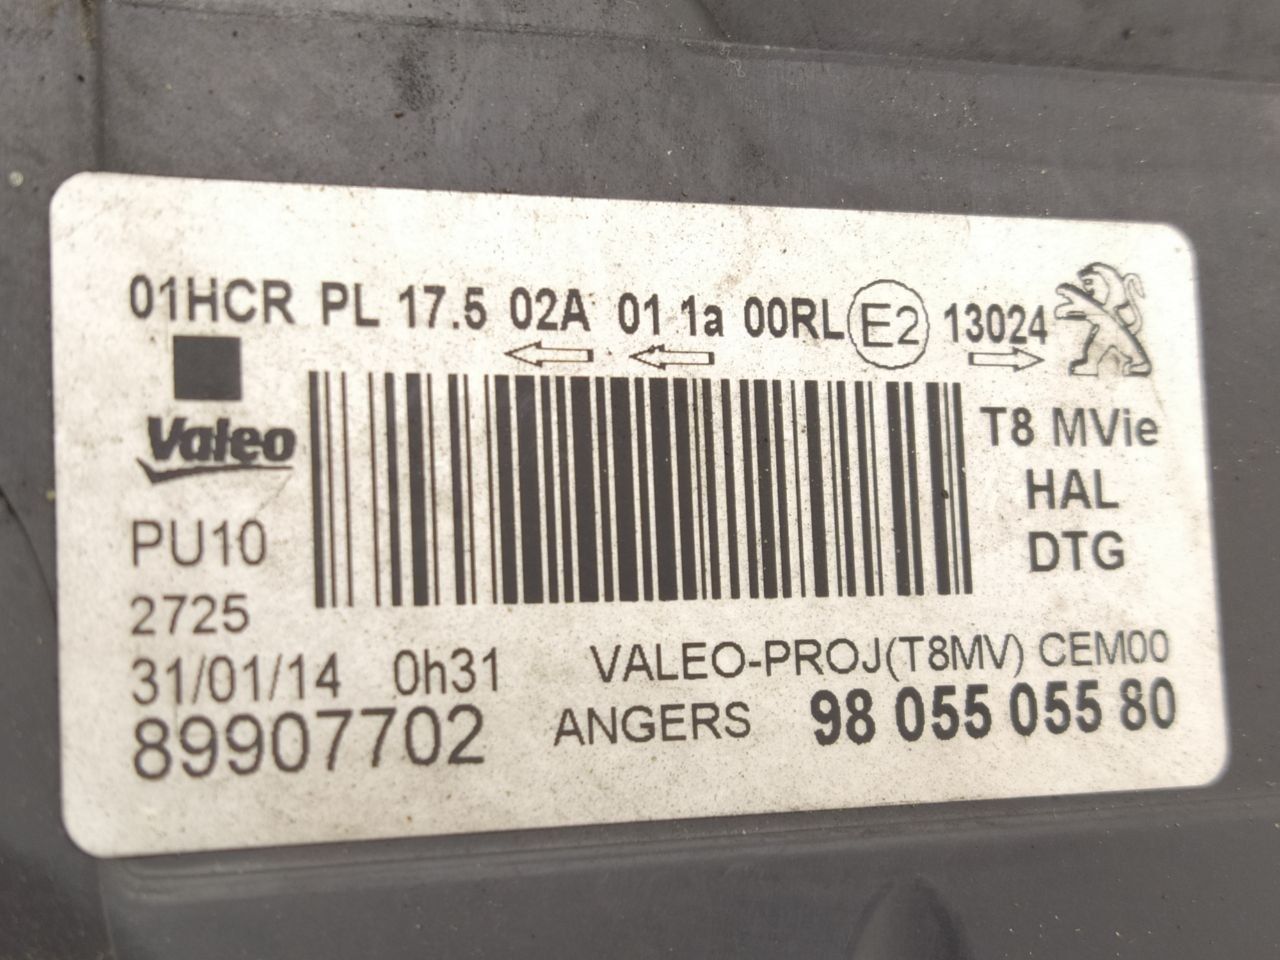 01HCR PL 17.5 02A 01 1a 00RL E2 13024
Valeo
T8 MVie
HAL
PU10
DTG
2725
31/01/14 0h31
VALEO-PROJ(T8MV) CEM00
89907702
ANGERS
98 055 055 80